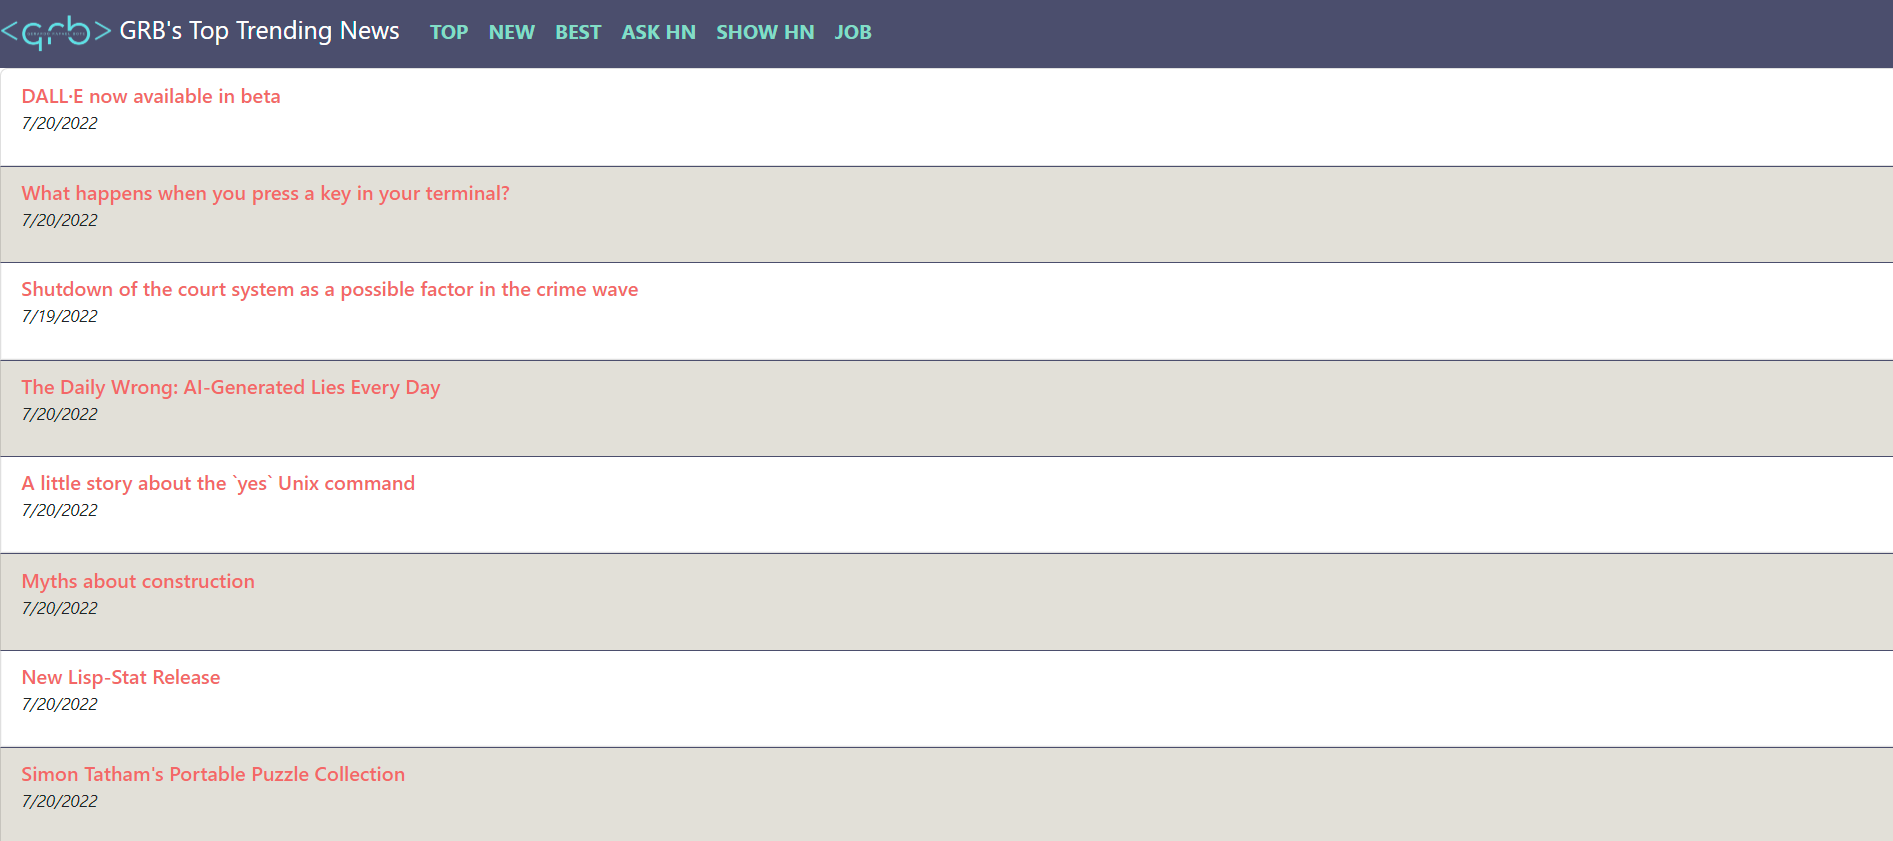 <grb> GRB's Top Trending News TOP NEW BEST ASK HN SHOW HN JOB
DALL·E now available in beta
7/20/2022
What happens when you press a key in your terminal?
7/20/2022
Shutdown of the court system as a possible factor in the crime wave
7/19/2022
The Daily Wrong: AI-Generated Lies Every Day
7/20/2022
A little story about the `yes` Unix command
7/20/2022
Myths about construction
7/20/2022
New Lisp-Stat Release
7/20/2022
Simon Tatham's Portable Puzzle Collection
7/20/2022